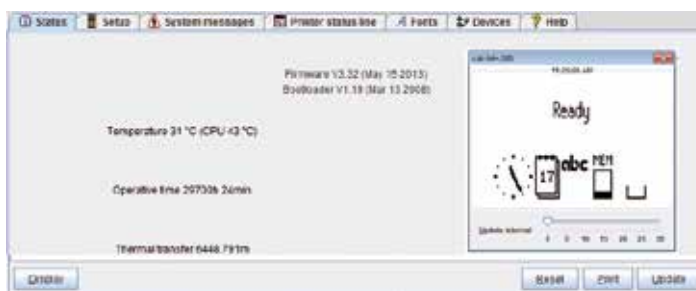 Status Setup System messages Printer status line Fonts Devices Help
Firmware V3.32 (May 15 2013)
Bootloader V1.19 (Mar 13 2008)
Temperature 31 °C (CPU 43 °C)
Operative time 29700h 24min
Thermal transfer 6448.791m
Ready
17 abc MEM
Update interval
Display Reset Print Update